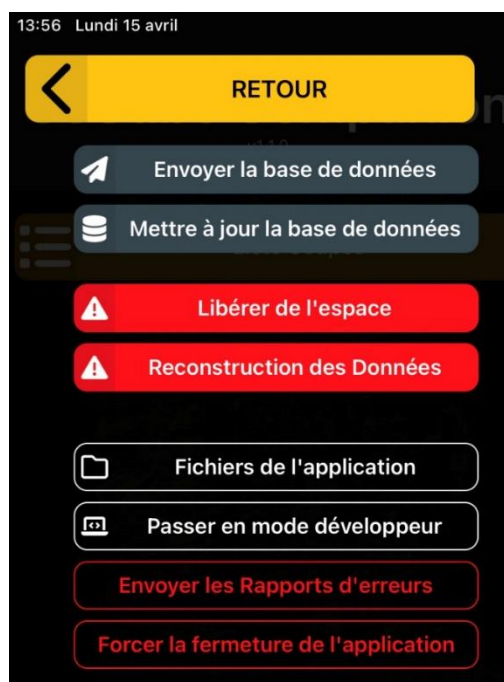 13:56 Lundi 15 avril
RETOUR
Envoyer la base de données
Mettre à jour la base de données
Libérer de l'espace
Reconstruction des Données
Fichiers de l'application
Passer en mode développeur
Envoyer les Rapports d'erreurs
Forcer la fermeture de l'application